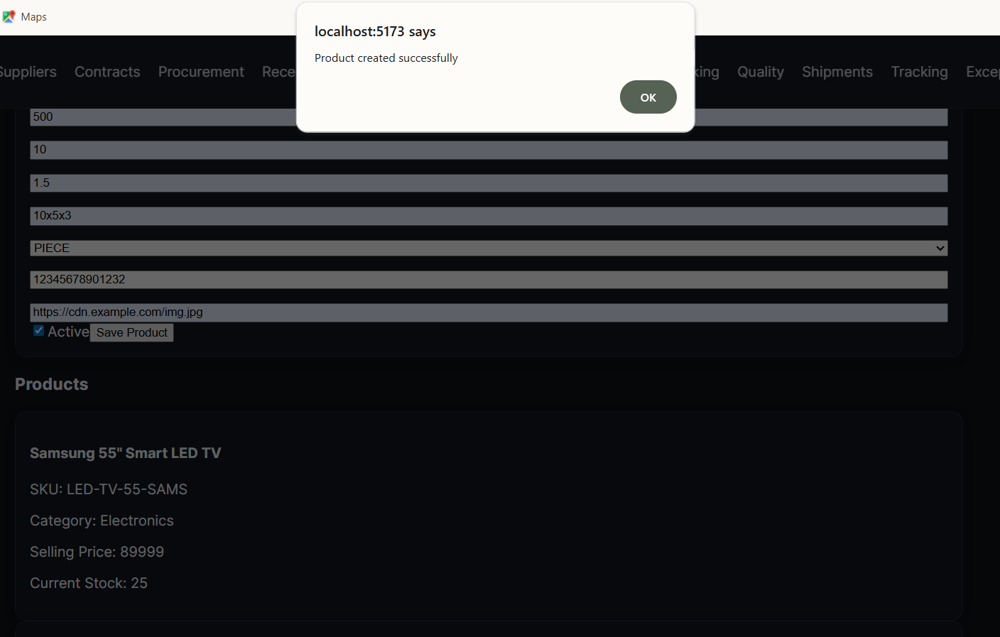 Maps
localhost:5173 says
Product created successfully
OK
Suppliers Contracts Procurement Rece king Quality Shipments Tracking Excep
500
10
1.5
10x5x3
PIECE
12345678901232
https://cdn.example.com/img.jpg
Active Save Product
Products
Samsung 55" Smart LED TV
SKU: LED-TV-55-SAMS
Category: Electronics
Selling Price: 89999
Current Stock: 25